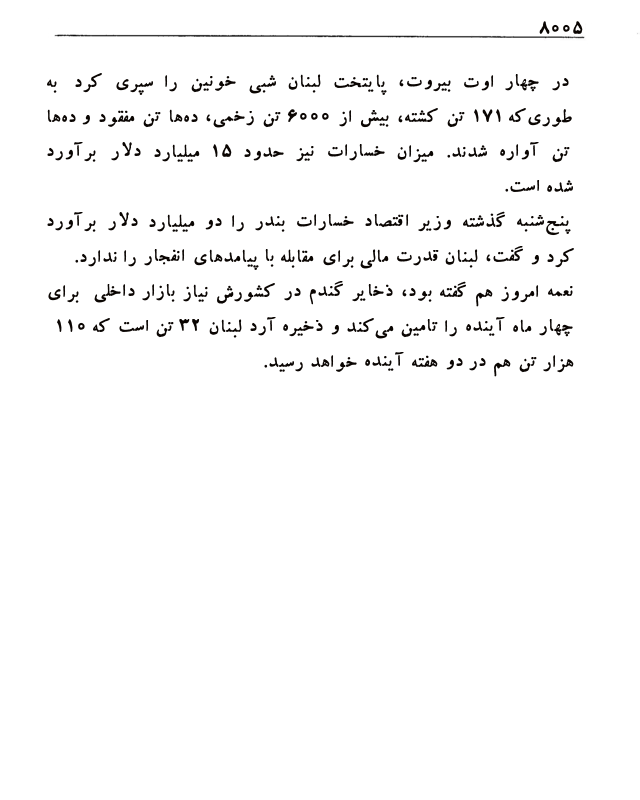 ۸۰۰۵
در چهار اوت بیروت، پایتخت لبنان شبی خونین را سپری کرد به
طوری‌که ۱۷۱ تن کشته، بیش از ۶۰۰۰ تن زخمی، ده‌ها تن مفقود و ده‌ها
تن آواره شدند. میزان خسارات نیز حدود ۱۵ میلیارد دلار برآورد
شده است.
پنج‌شنبه گذشته وزیر اقتصاد خسارات بندر را دو میلیارد دلار برآورد
کرد و گفت، لبنان قدرت مالی برای مقابله با پیامدهای انفجار را ندارد.
نعمه امروز هم گفته بود، ذخایر گندم در کشورش نیاز بازار داخلی برای
چهار ماه آینده را تامین می‌کند و ذخیره آرد لبنان ۳۲ تن است که ۱۱۰
هزار تن هم در دو هفته آینده خواهد رسید.